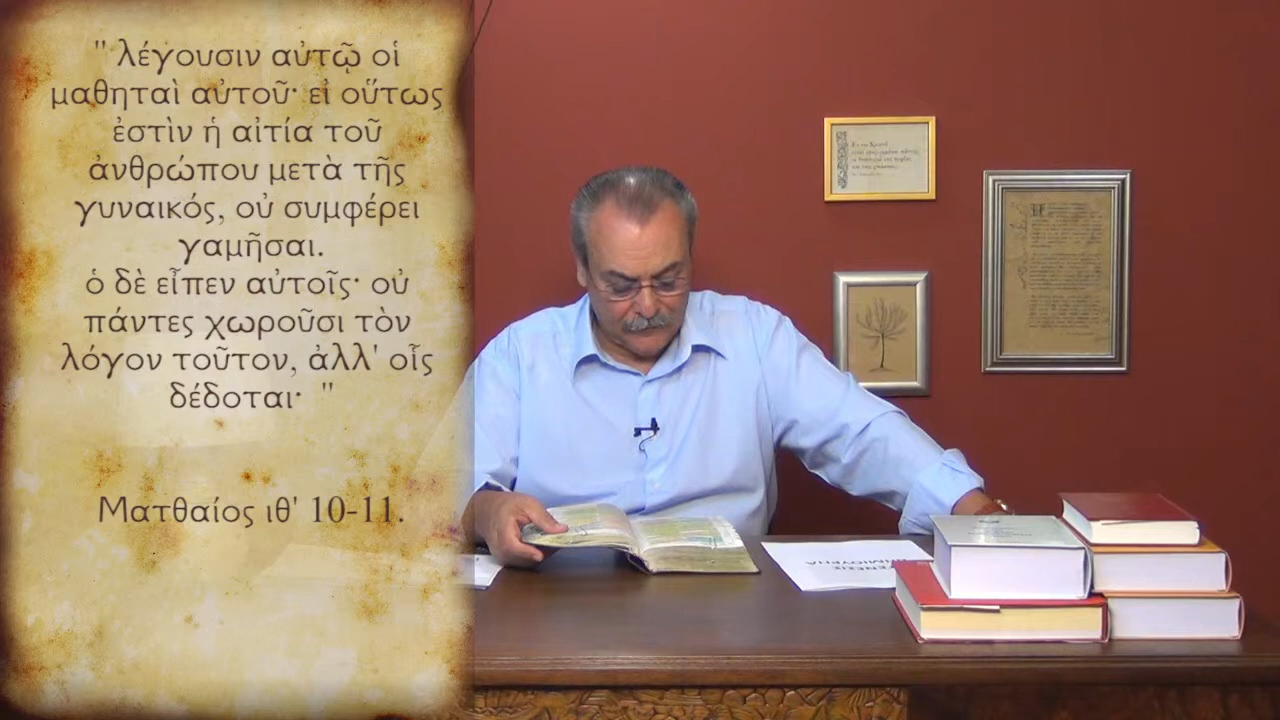 " λέγουσιν αὐτῷ οἱ
μαθηταὶ αὐτοῦ· εἰ οὕτως
ἐστὶν ἡ αἰτία τοῦ
ἀνθρώπου μετὰ τῆς
γυναικός, οὐ συμφέρει
γαμῆσαι.
ὁ δὲ εἶπεν αὐτοῖς· οὐ
πάντες χωροῦσι τὸν
λόγον τοῦτον, ἀλλ' οἷς
δέδοται· "
Ματθαίος ιθ' 10-11.
ΓΕΝΕΣΙΣ